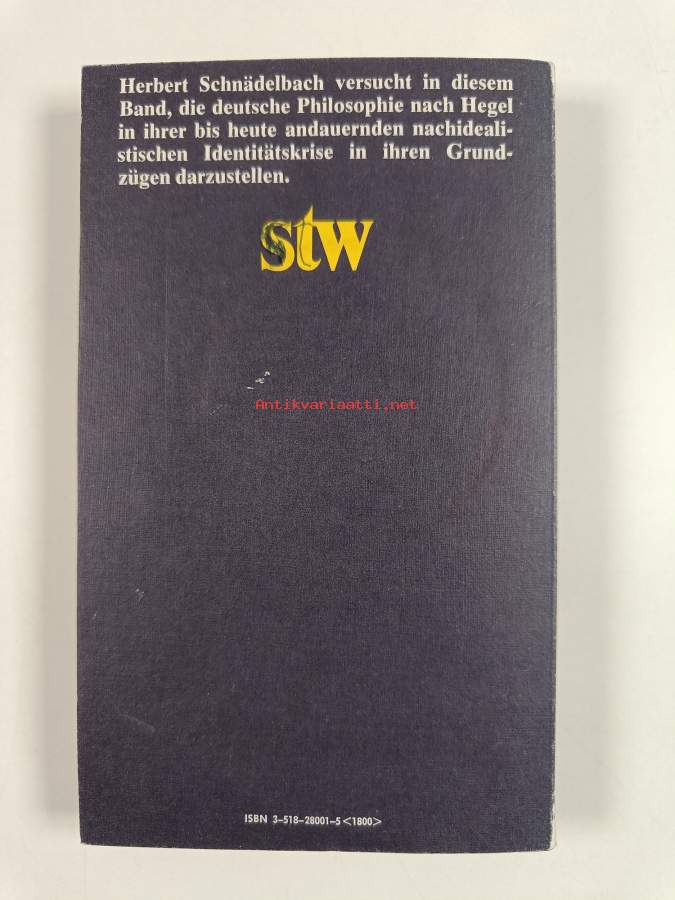 Herbert Schnädelbach versucht in diesem
Band, die deutsche Philosophie nach Hegel
in ihrer bis heute andauernden nachideali-
stischen Identitätskrise in ihren Grund-
zügen darzustellen.
stw
Antikvariaatti.net
ISBN 3-518-28001-5 <1800>